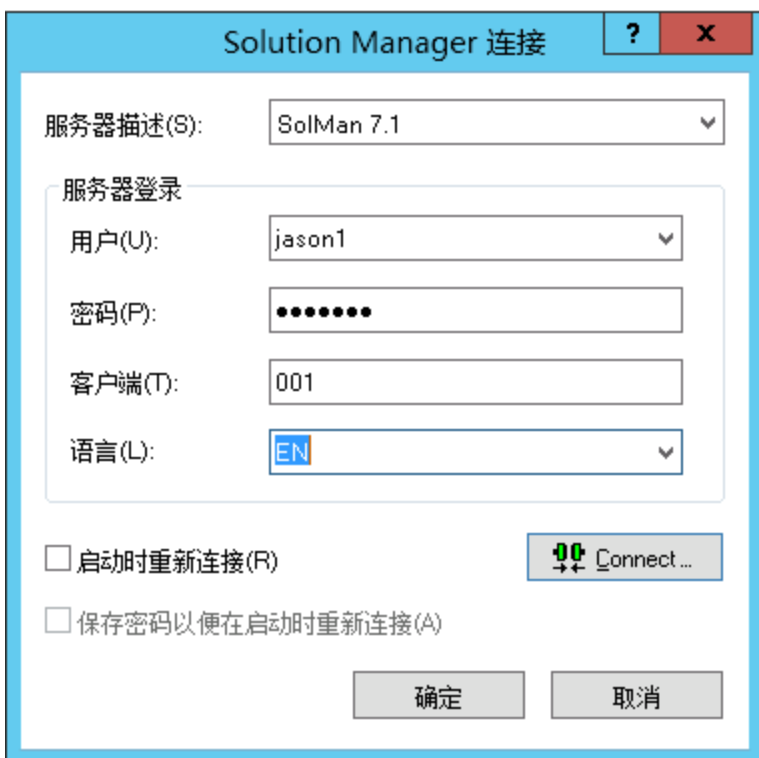 Solution Manager 连接
? x
服务器描述(S): SolMan 7.1
服务器登录
用户(U): jason1
密码(P): •••••••
客户端(T): 001
语言(L): EN
启动时重新连接(R) Connect...
保存密码以便在启动时重新连接(A)
确定 取消